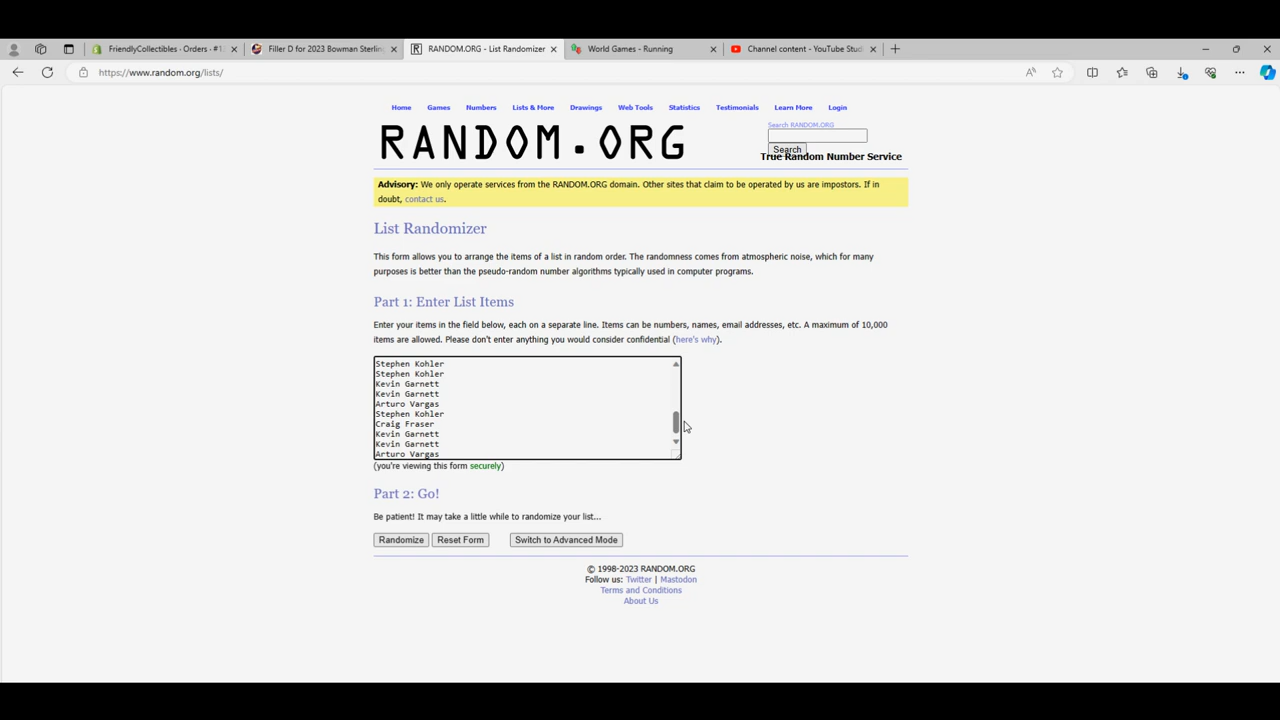 FriendlyCollectibles · Orders · #1
Filler D for 2023 Bowman Sterlin
RANDOM.ORG - List Randomizer
World Games - Running
Channel content - YouTube Stud
https://www.random.org/lists/
Home Games Numbers Lists & More Drawings Web Tools Statistics Testimonials Learn More Login
RANDOM.ORG
Search RANDOM.ORG
Search
True Random Number Service
Advisory: We only operate services from the RANDOM.ORG domain. Other sites that claim to be operated by us are impostors. If in
doubt, contact us.
List Randomizer
This form allows you to arrange the items of a list in random order. The randomness comes from atmospheric noise, which for many
purposes is better than the pseudo-random number algorithms typically used in computer programs.
Part 1: Enter List Items
Enter your items in the field below, each on a separate line. Items can be numbers, names, email addresses, etc. A maximum of 10,000
items are allowed. Please don't enter anything you would consider confidential (here's why).
Stephen Kohler
Stephen Kohler
Kevin Garnett
Kevin Garnett
Arturo Vargas
Stephen Kohler
Craig Fraser
Kevin Garnett
Kevin Garnett
Arturo Vargas
(you're viewing this form securely)
Part 2: Go!
Be patient! It may take a little while to randomize your list...
Randomize Reset Form Switch to Advanced Mode
© 1998-2023 RANDOM.ORG
Follow us: Twitter | Mastodon
Terms and Conditions
About Us